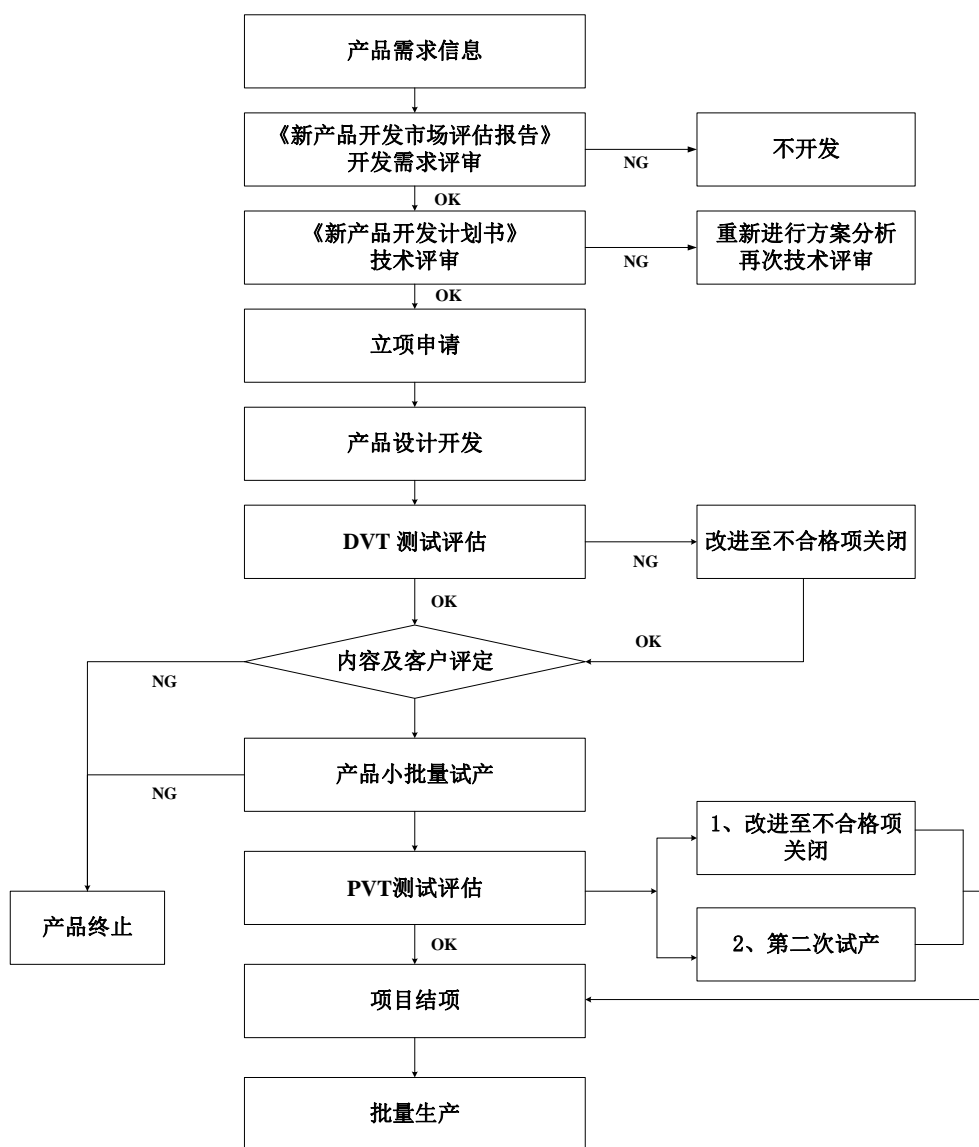 产品需求信息
《新产品开发市场评估报告》
开发需求评审
NG
不开发
OK
《新产品开发计划书》
技术评审
NG
重新进行方案分析
再次技术评审
OK
立项申请
产品设计开发
DVT 测试评估
NG
改进至不合格项关闭
OK
内容及客户评定
OK
NG
产品小批量试产
NG
1、改进至不合格项
关闭
PVT测试评估
产品终止
2、第二次试产
OK
项目结项
批量生产